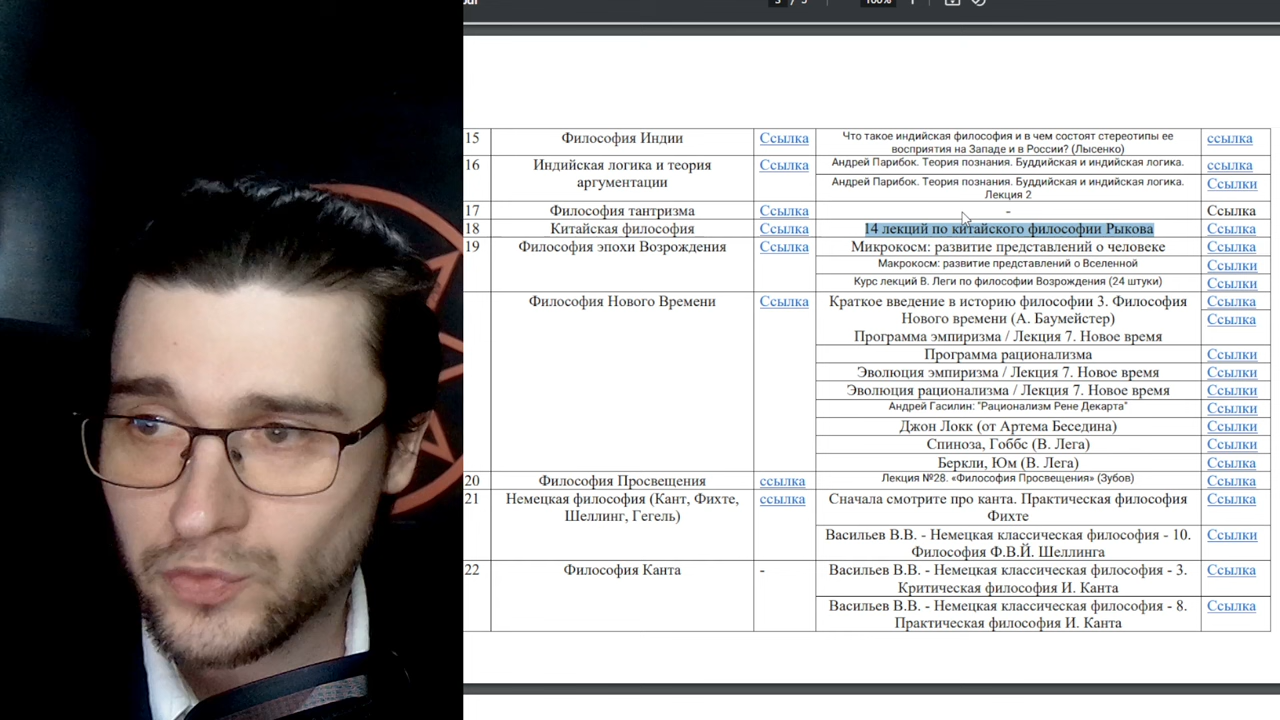 df
3 / 5
100%
15 Философия Индии Ссылка Что такое индийская философия и в чем состоят стереотипы ее ссылка
восприятия на Западе и в России? (Лысенко)
16 Индийская логика и теория Ссылка Андрей Парибок. Теория познания. Буддийская и индийская логика. ссылка
аргументации Андрей Парибок. Теория познания. Буддийская и индийская логика. Ссылки
Лекция 2
17 Философия тантризма Ссылка - Ссылка
18 Китайская философия Ссылка 14 лекций по китайского философии Рыкова Ссылка
19 Философия эпохи Возрождения Ссылка Микрокосм: развитие представлений о человеке Ссылка
Макрокосм: развитие представлений о Вселенной Ссылки
Курс лекций В. Леги по философии Возрождения (24 штуки) Ссылки
Философия Нового Времени Ссылка Краткое введение в историю философии 3. Философия Ссылка
Нового времени (А. Баумейстер) Ссылка
Программа эмпиризма / Лекция 7. Новое время
Программа рационализма Ссылки
Эволюция эмпиризма / Лекция 7. Новое время Ссылки
Эволюция рационализма / Лекция 7. Новое время Ссылки
Андрей Гасилин: "Рационализм Рене Декарта" Ссылки
Джон Локк (от Артема Беседина) Ссылки
Спиноза, Гоббс (В. Лега) Ссылки
Беркли, Юм (В. Лега) Ссылка
20 Философия Просвещения ссылка Лекция №28. «Философия Просвещения» (Зубов) Ссылка
21 Немецкая философия (Кант, Фихте, ссылка Сначала смотрите про канта. Практическая философия Ссылка
Шеллинг, Гегель) Фихте
Васильев В.В. - Немецкая классическая философия - 10. Ссылки
Философия Ф.В.Й. Шеллинга
22 Философия Канта - Васильев В.В. - Немецкая классическая философия - 3. Ссылка
Критическая философия И. Канта
Васильев В.В. - Немецкая классическая философия - 8. Ссылка
Практическая философия И. Канта